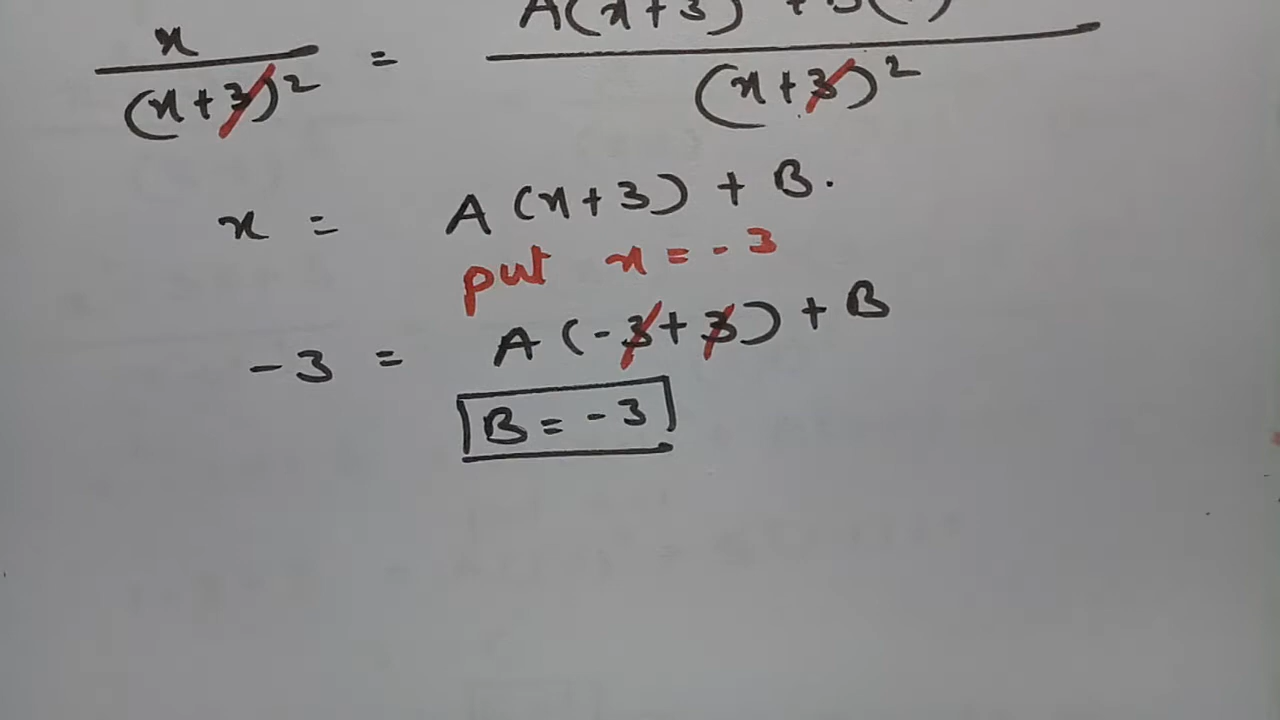 x / (x+3)² = A(x+3) + B( ) / (x+3)²
x = A(x+3) + B.
put x = -3
-3 = A(-3+3) + B
B = -3